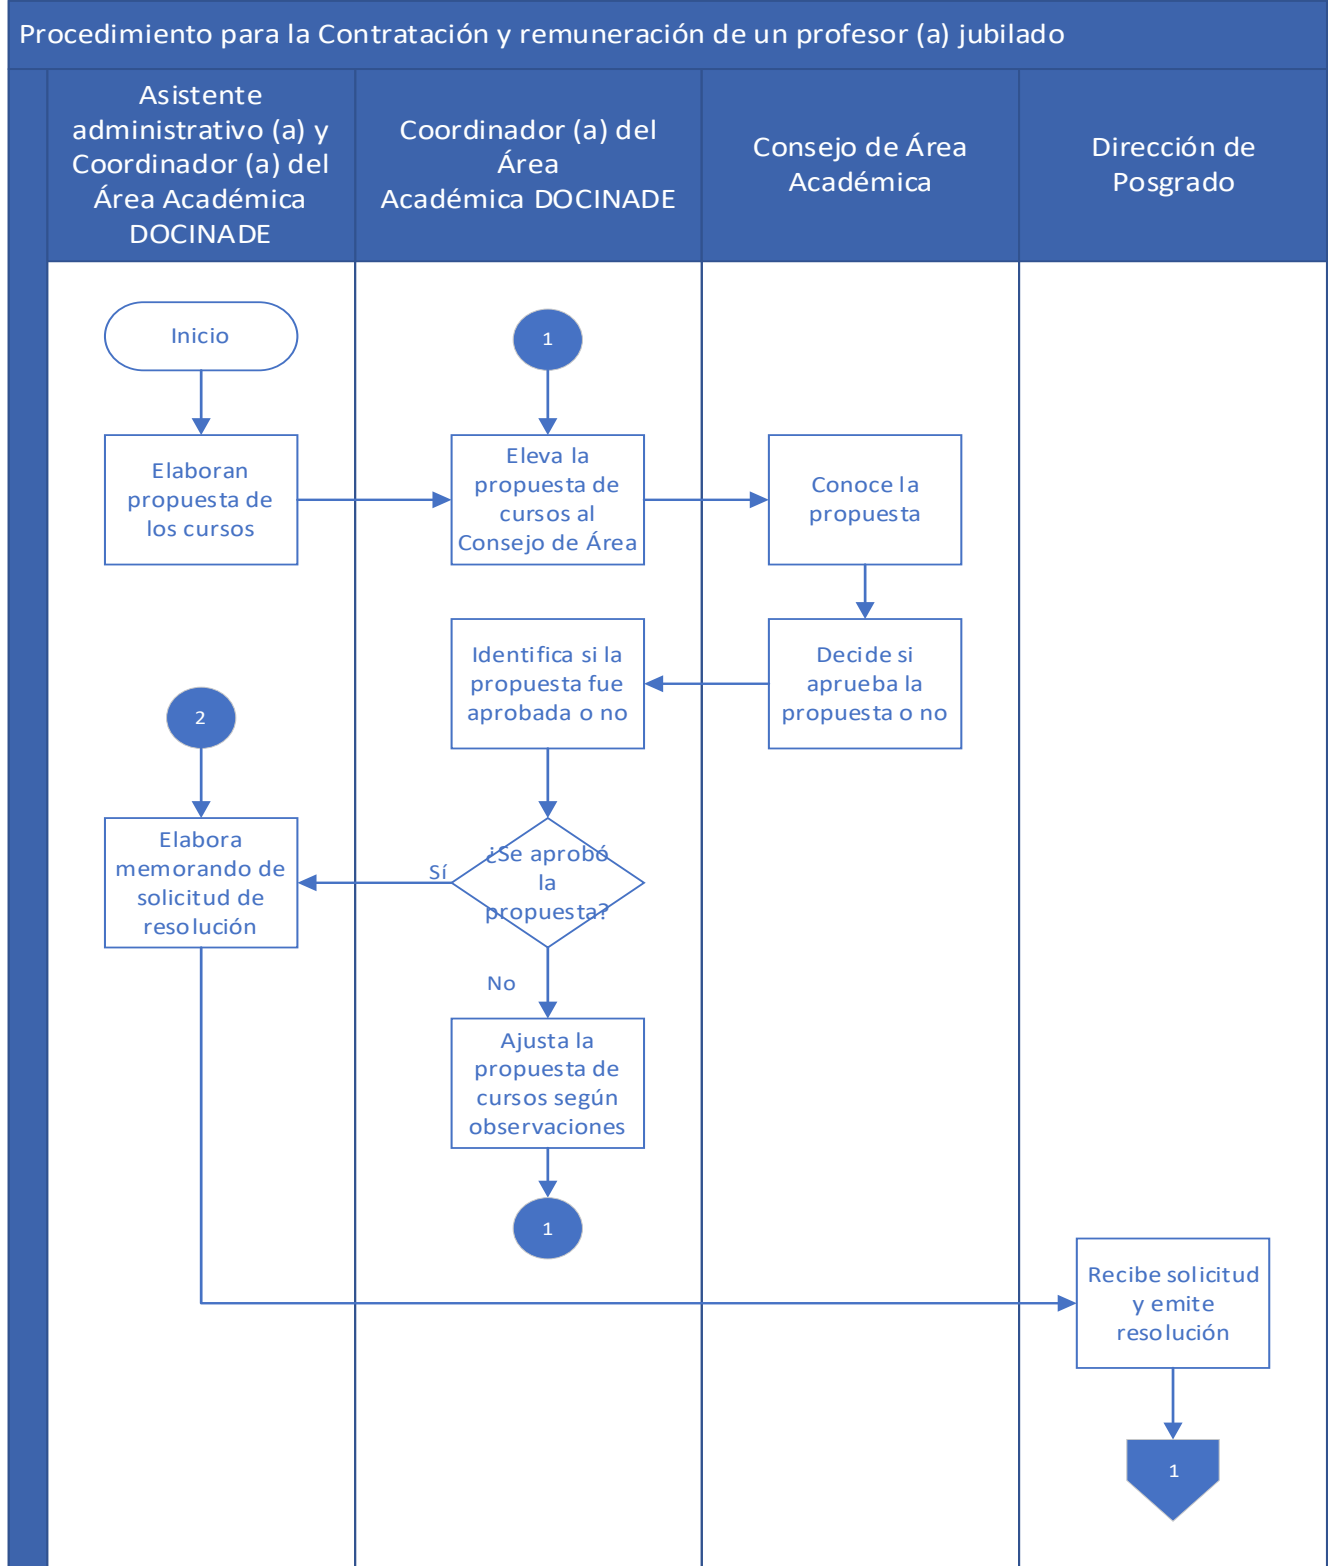 Procedimiento para la Contratación y remuneración de un profesor (a) jubilado
Asistente
administrativo (a) y
Coordinador (a) del
Área Académica
DOCINADE
Coordinador (a) del
Área
Académica DOCINADE
Consejo de Área
Académica
Dirección de
Posgrado
Inicio
1
Elaboran
propuesta de
los cursos
Eleva la
propuesta de
cursos al
Consejo de Área
Conoce la
propuesta
Identifica si la
propuesta fue
aprobada o no
Decide si
aprueba la
propuesta o no
2
Elabora
memorando de
solicitud de
resolución
Sí
¿Se aprobó
la
propuesta?
No
Ajusta la
propuesta de
cursos según
observaciones
1
Recibe solicitud
y emite
resolución
1